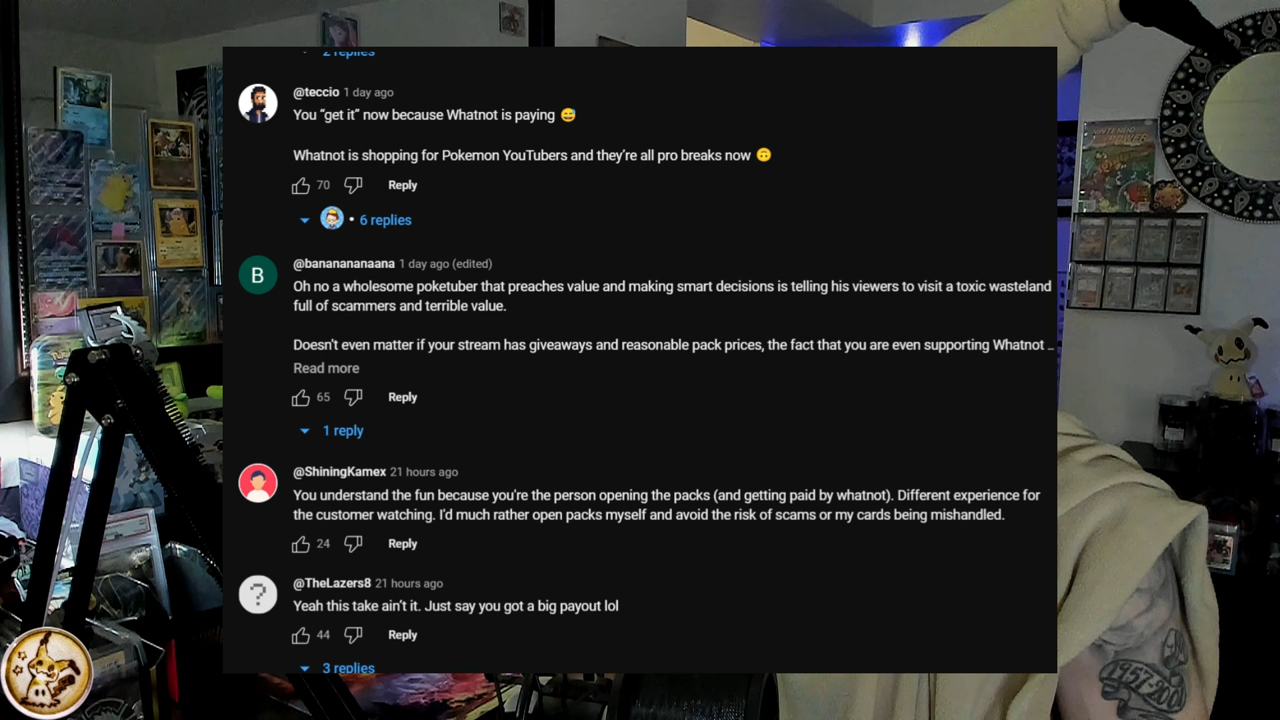 2 replies
@teccio 1 day ago
You “get it” now because Whatnot is paying 😅
Whatnot is shopping for Pokemon YouTubers and they're all pro breaks now 🙃
70 Reply
• 6 replies
B
@banananaaana 1 day ago (edited)
Oh no a wholesome poketuber that preaches value and making smart decisions is telling his viewers to visit a toxic wasteland
full of scammers and terrible value.
Doesn't even matter if your stream has giveaways and reasonable pack prices, the fact that you are even supporting Whatnot ...
Read more
65 Reply
1 reply
@ShiningKamex 21 hours ago
You understand the fun because you're the person opening the packs (and getting paid by whatnot). Different experience for
the customer watching. I'd much rather open packs myself and avoid the risk of scams or my cards being mishandled.
24 Reply
?
@TheLazers8 21 hours ago
Yeah this take ain't it. Just say you got a big payout lol
44 Reply
3 replies
NINTENDO
POWER